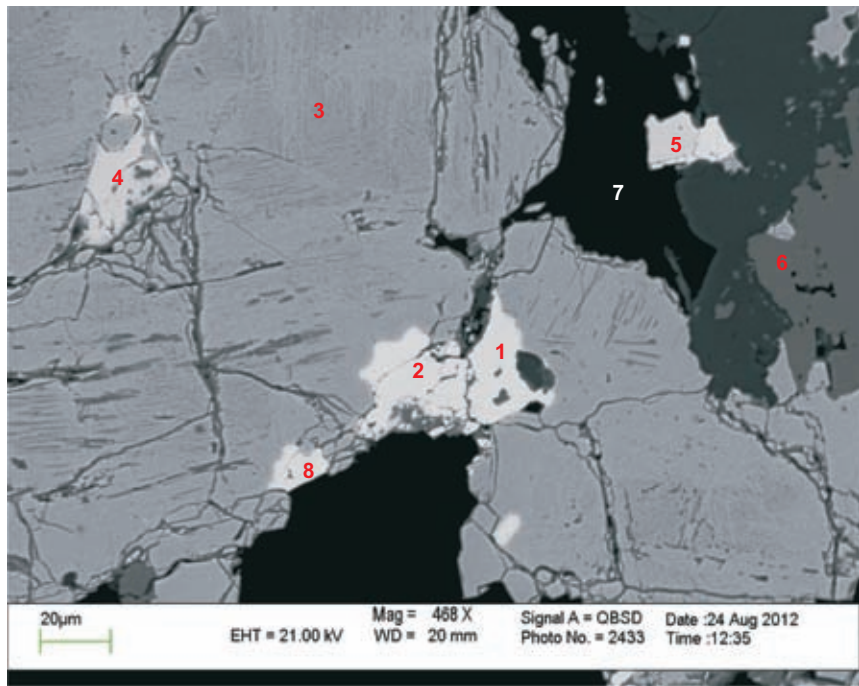 3
5
4
7
6
1
2
8
20µm
EHT = 21.00 kV
Mag = 468 X
WD = 20 mm
Signal A = QBSD
Photo No. = 2433
Date :24 Aug 2012
Time :12:35